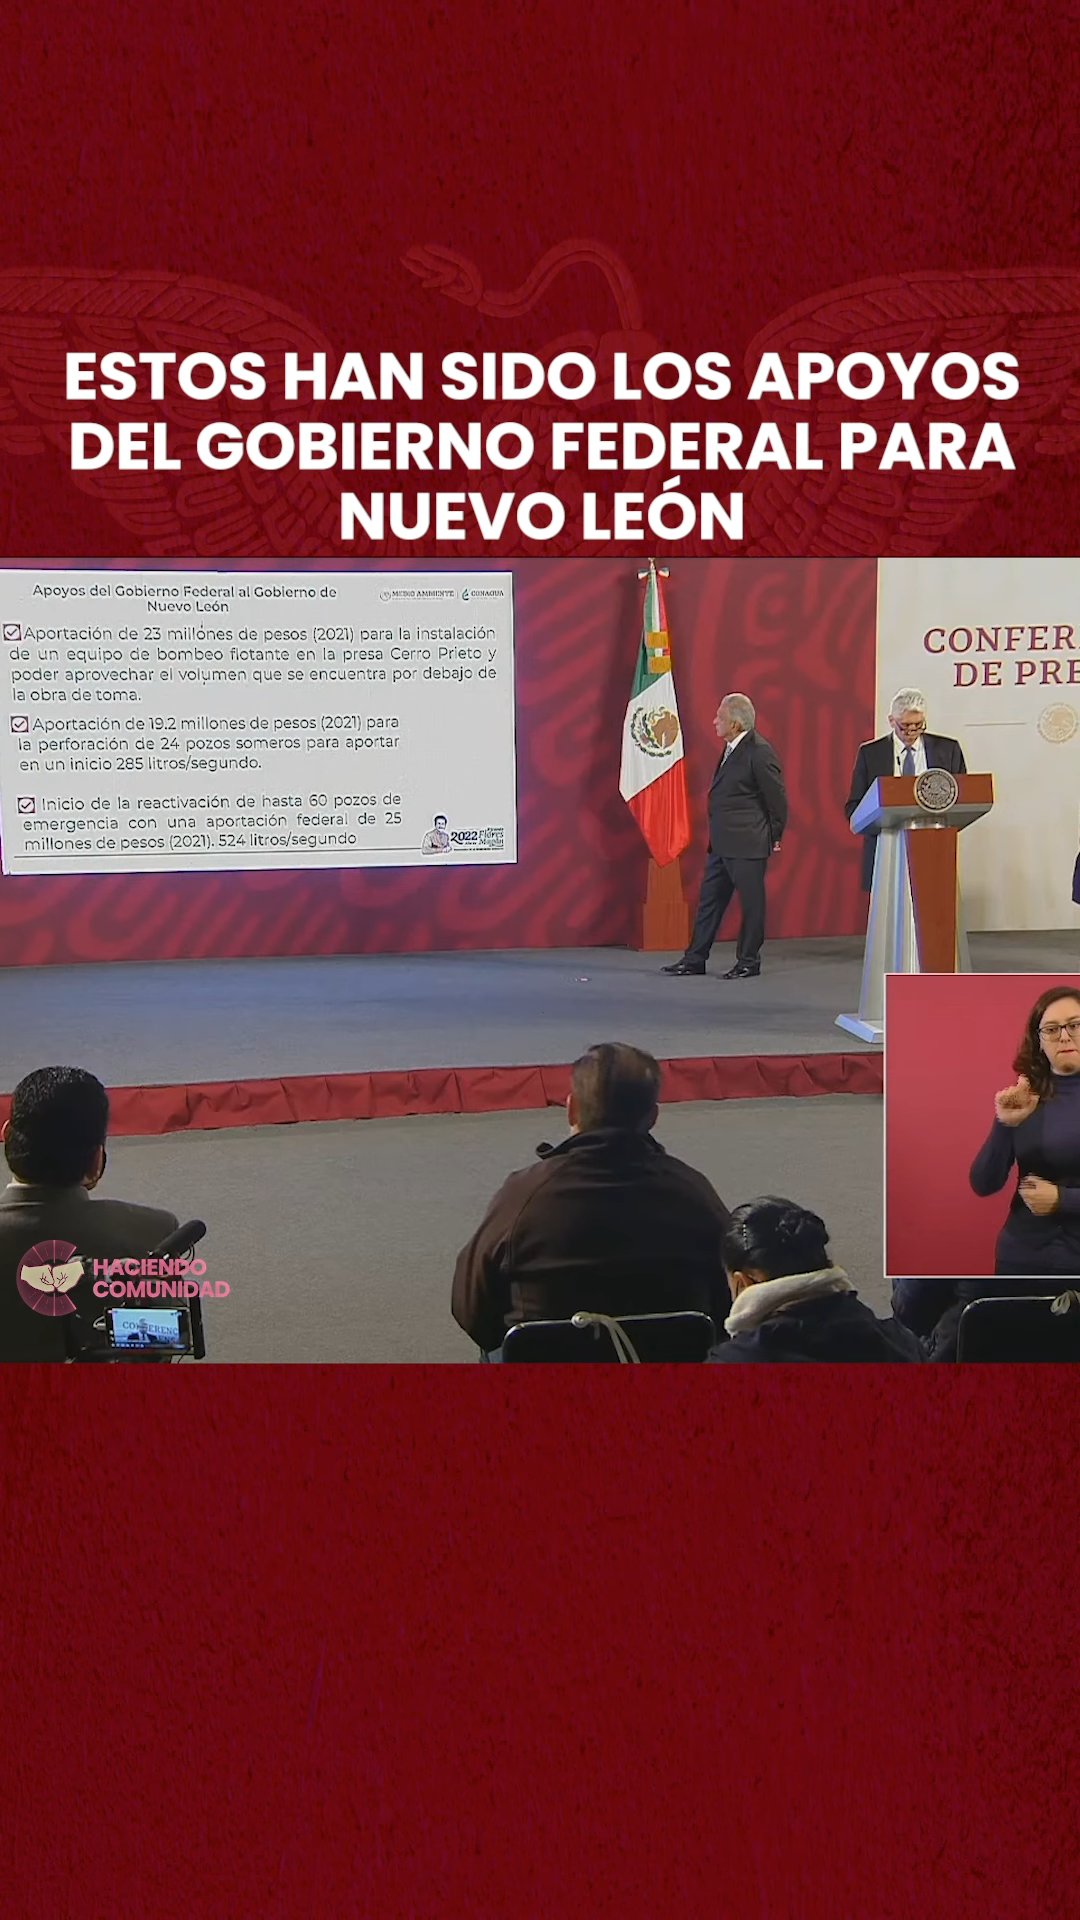 ESTOS HAN SIDO LOS APOYOS
DEL GOBIERNO FEDERAL PARA
NUEVO LEÓN
Apoyos del Gobierno Federal al Gobierno de
Nuevo León
MEDIO AMBIENTE
CONAGUA
Aportación de 23 millones de pesos (2021) para la instalación
de un equipo de bombeo flotante en la presa Cerro Prieto y
poder aprovechar el volumen que se encuentra por debajo de
la obra de toma.
Aportación de 19.2 millones de pesos (2021) para
la perforación de 24 pozos someros para aportar
en un inicio 285 litros/segundo.
Inicio de la reactivación de hasta 60 pozos de
emergencia con una aportación federal de 25
millones de pesos (2021). 524 litros/segundo
2022 Flores
Magón
CONFER
DE PRE
HACIENDO
COMUNIDAD